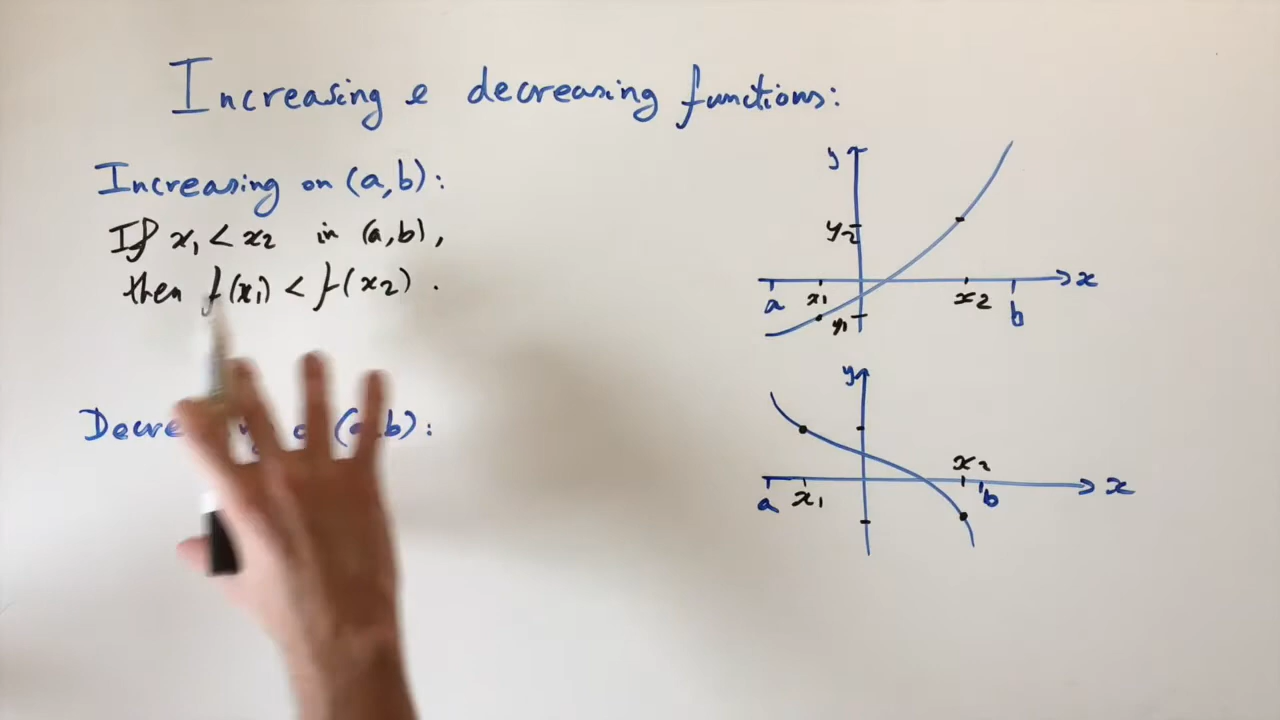 Increasing e decreasing functions:
Increasing on (a,b):
If x₁ < x₂ in (a,b),
then f(x₁) < f(x₂).
(a,b):
y
y₂
x
a
x₁
x₂
b
y₁
y
x₂
x
a
x₁
b